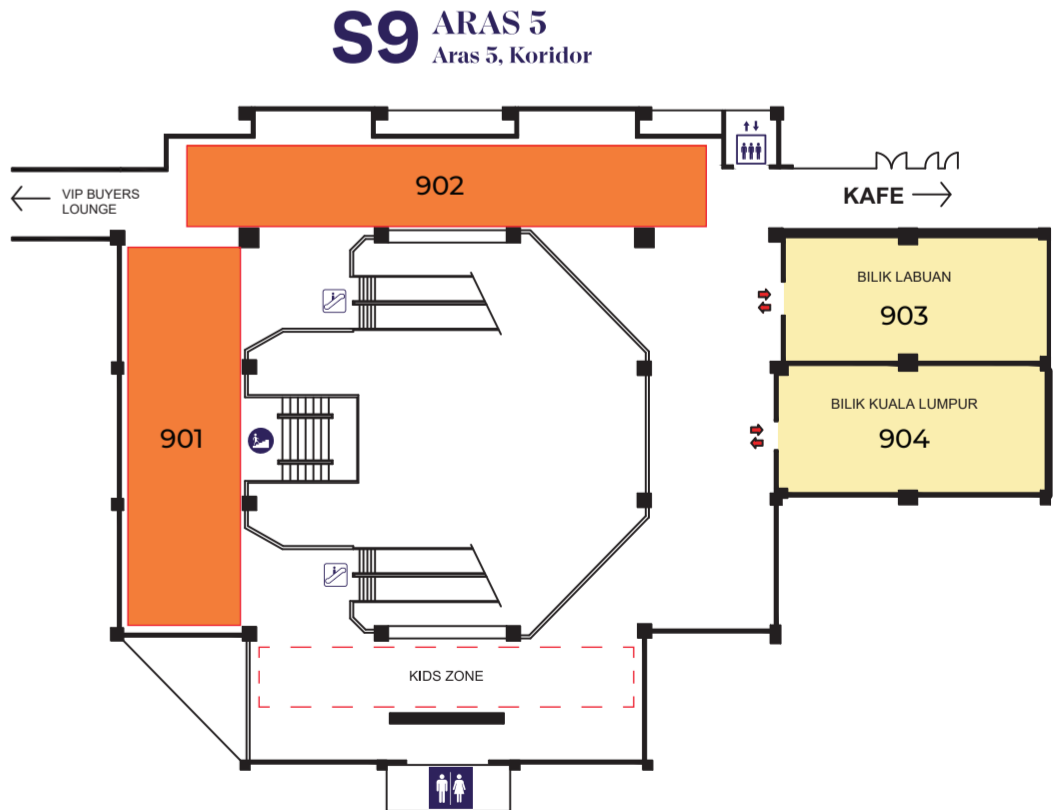 S9 ARAS 5
Aras 5, Koridor
VIP BUYERS
LOUNGE
902
KAFE
BILIK LABUAN
903
BILIK KUALA LUMPUR
904
901
KIDS ZONE